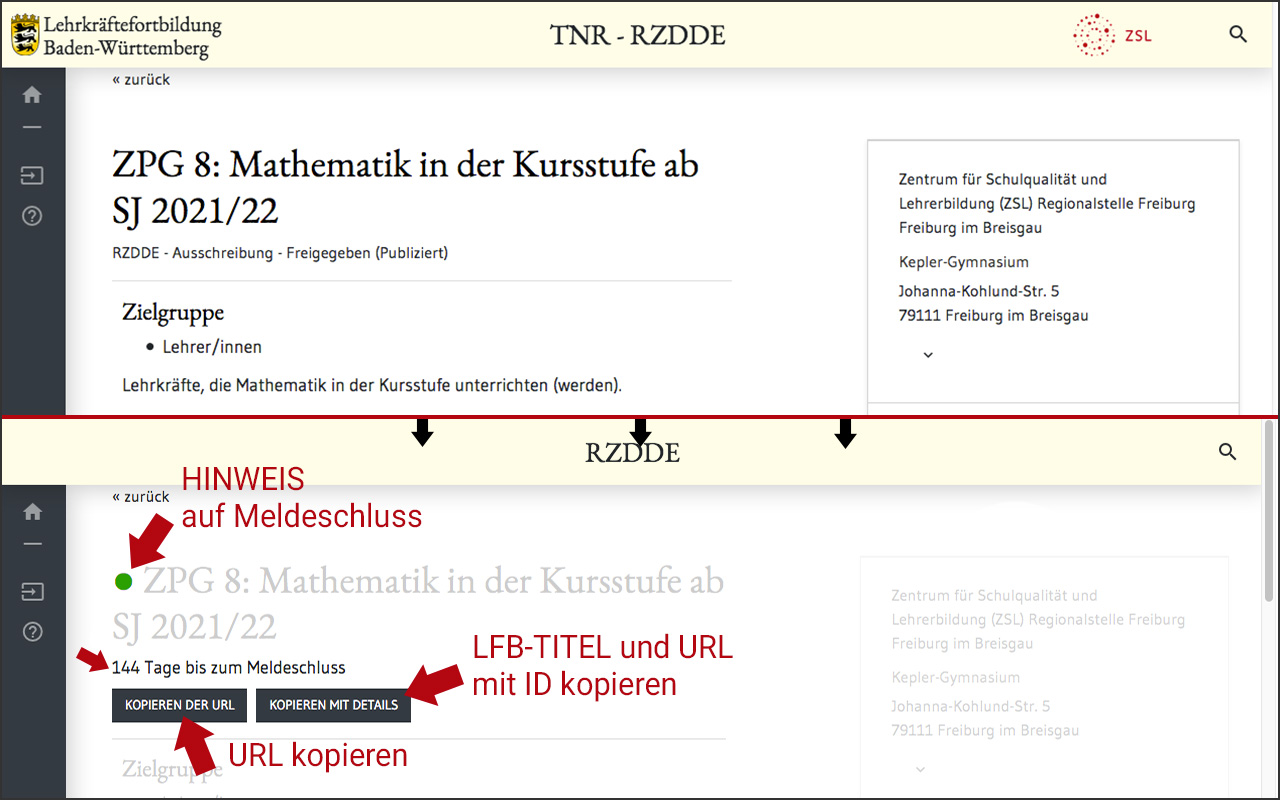 Lehrkräftefortbildung
Baden-Württemberg
TNR - RZDDE
ZSL
« zurück
ZPG 8: Mathematik in der Kursstufe ab
SJ 2021/22
RZDDE - Ausschreibung - Freigegeben (Publiziert)
Zielgruppe
• Lehrer/innen
Lehrkräfte, die Mathematik in der Kursstufe unterrichten (werden).
Zentrum für Schulqualität und
Lehrerbildung (ZSL) Regionalstelle Freiburg
Freiburg im Breisgau
Kepler-Gymnasium
Johanna-Kohlund-Str. 5
79111 Freiburg im Breisgau
RZDDE
« zurück
HINWEIS
auf Meldeschluss
ZPG 8: Mathematik in der Kursstufe ab
SJ 2021/22
144 Tage bis zum Meldeschluss
LFB-TITEL und URL
mit ID kopieren
KOPIEREN DER URL
KOPIEREN MIT DETAILS
URL kopieren
Zielgruppe
Zentrum für Schulqualität und
Lehrerbildung (ZSL) Regionalstelle Freiburg
Freiburg im Breisgau
Kepler-Gymnasium
Johanna-Kohlund-Str. 5
79111 Freiburg im Breisgau